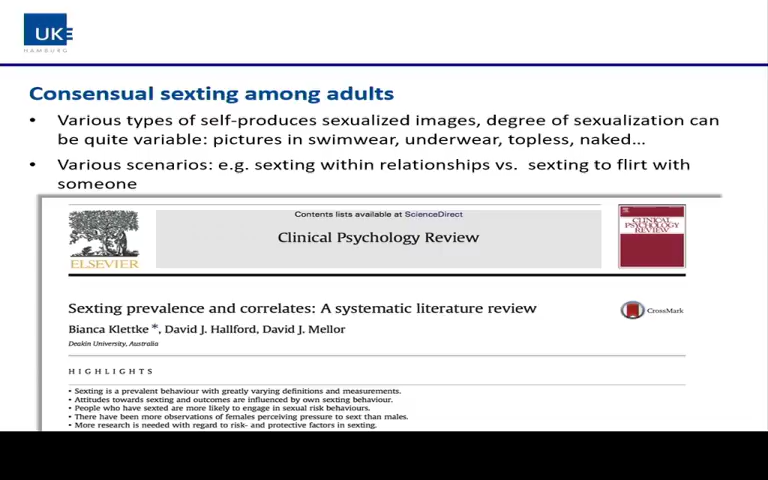 UKE
HAMBURG
Consensual sexting among adults
• Various types of self-produces sexualized images, degree of sexualization can
be quite variable: pictures in swimwear, underwear, topless, naked...
• Various scenarios: e.g. sexting within relationships vs. sexting to flirt with
someone
Contents lists available at ScienceDirect
Clinical Psychology Review
ELSEVIER
CLINICAL
PSYCHOLOGY
REVIEW
Sexting prevalence and correlates: A systematic literature review
CrossMark
Bianca Klettke *, David J. Hallford, David J. Mellor
Deakin University, Australia
HIGHLIGHTS
• Sexting is a prevalent behaviour with greatly varying definitions and measurements.
• Attitudes towards sexting and outcomes are influenced by own sexting behaviour.
• People who have sexted are more likely to engage in sexual risk behaviours.
• There have been more observations of females perceiving pressure to sext than males.
• More research is needed with regard to risk- and protective factors in sexting.